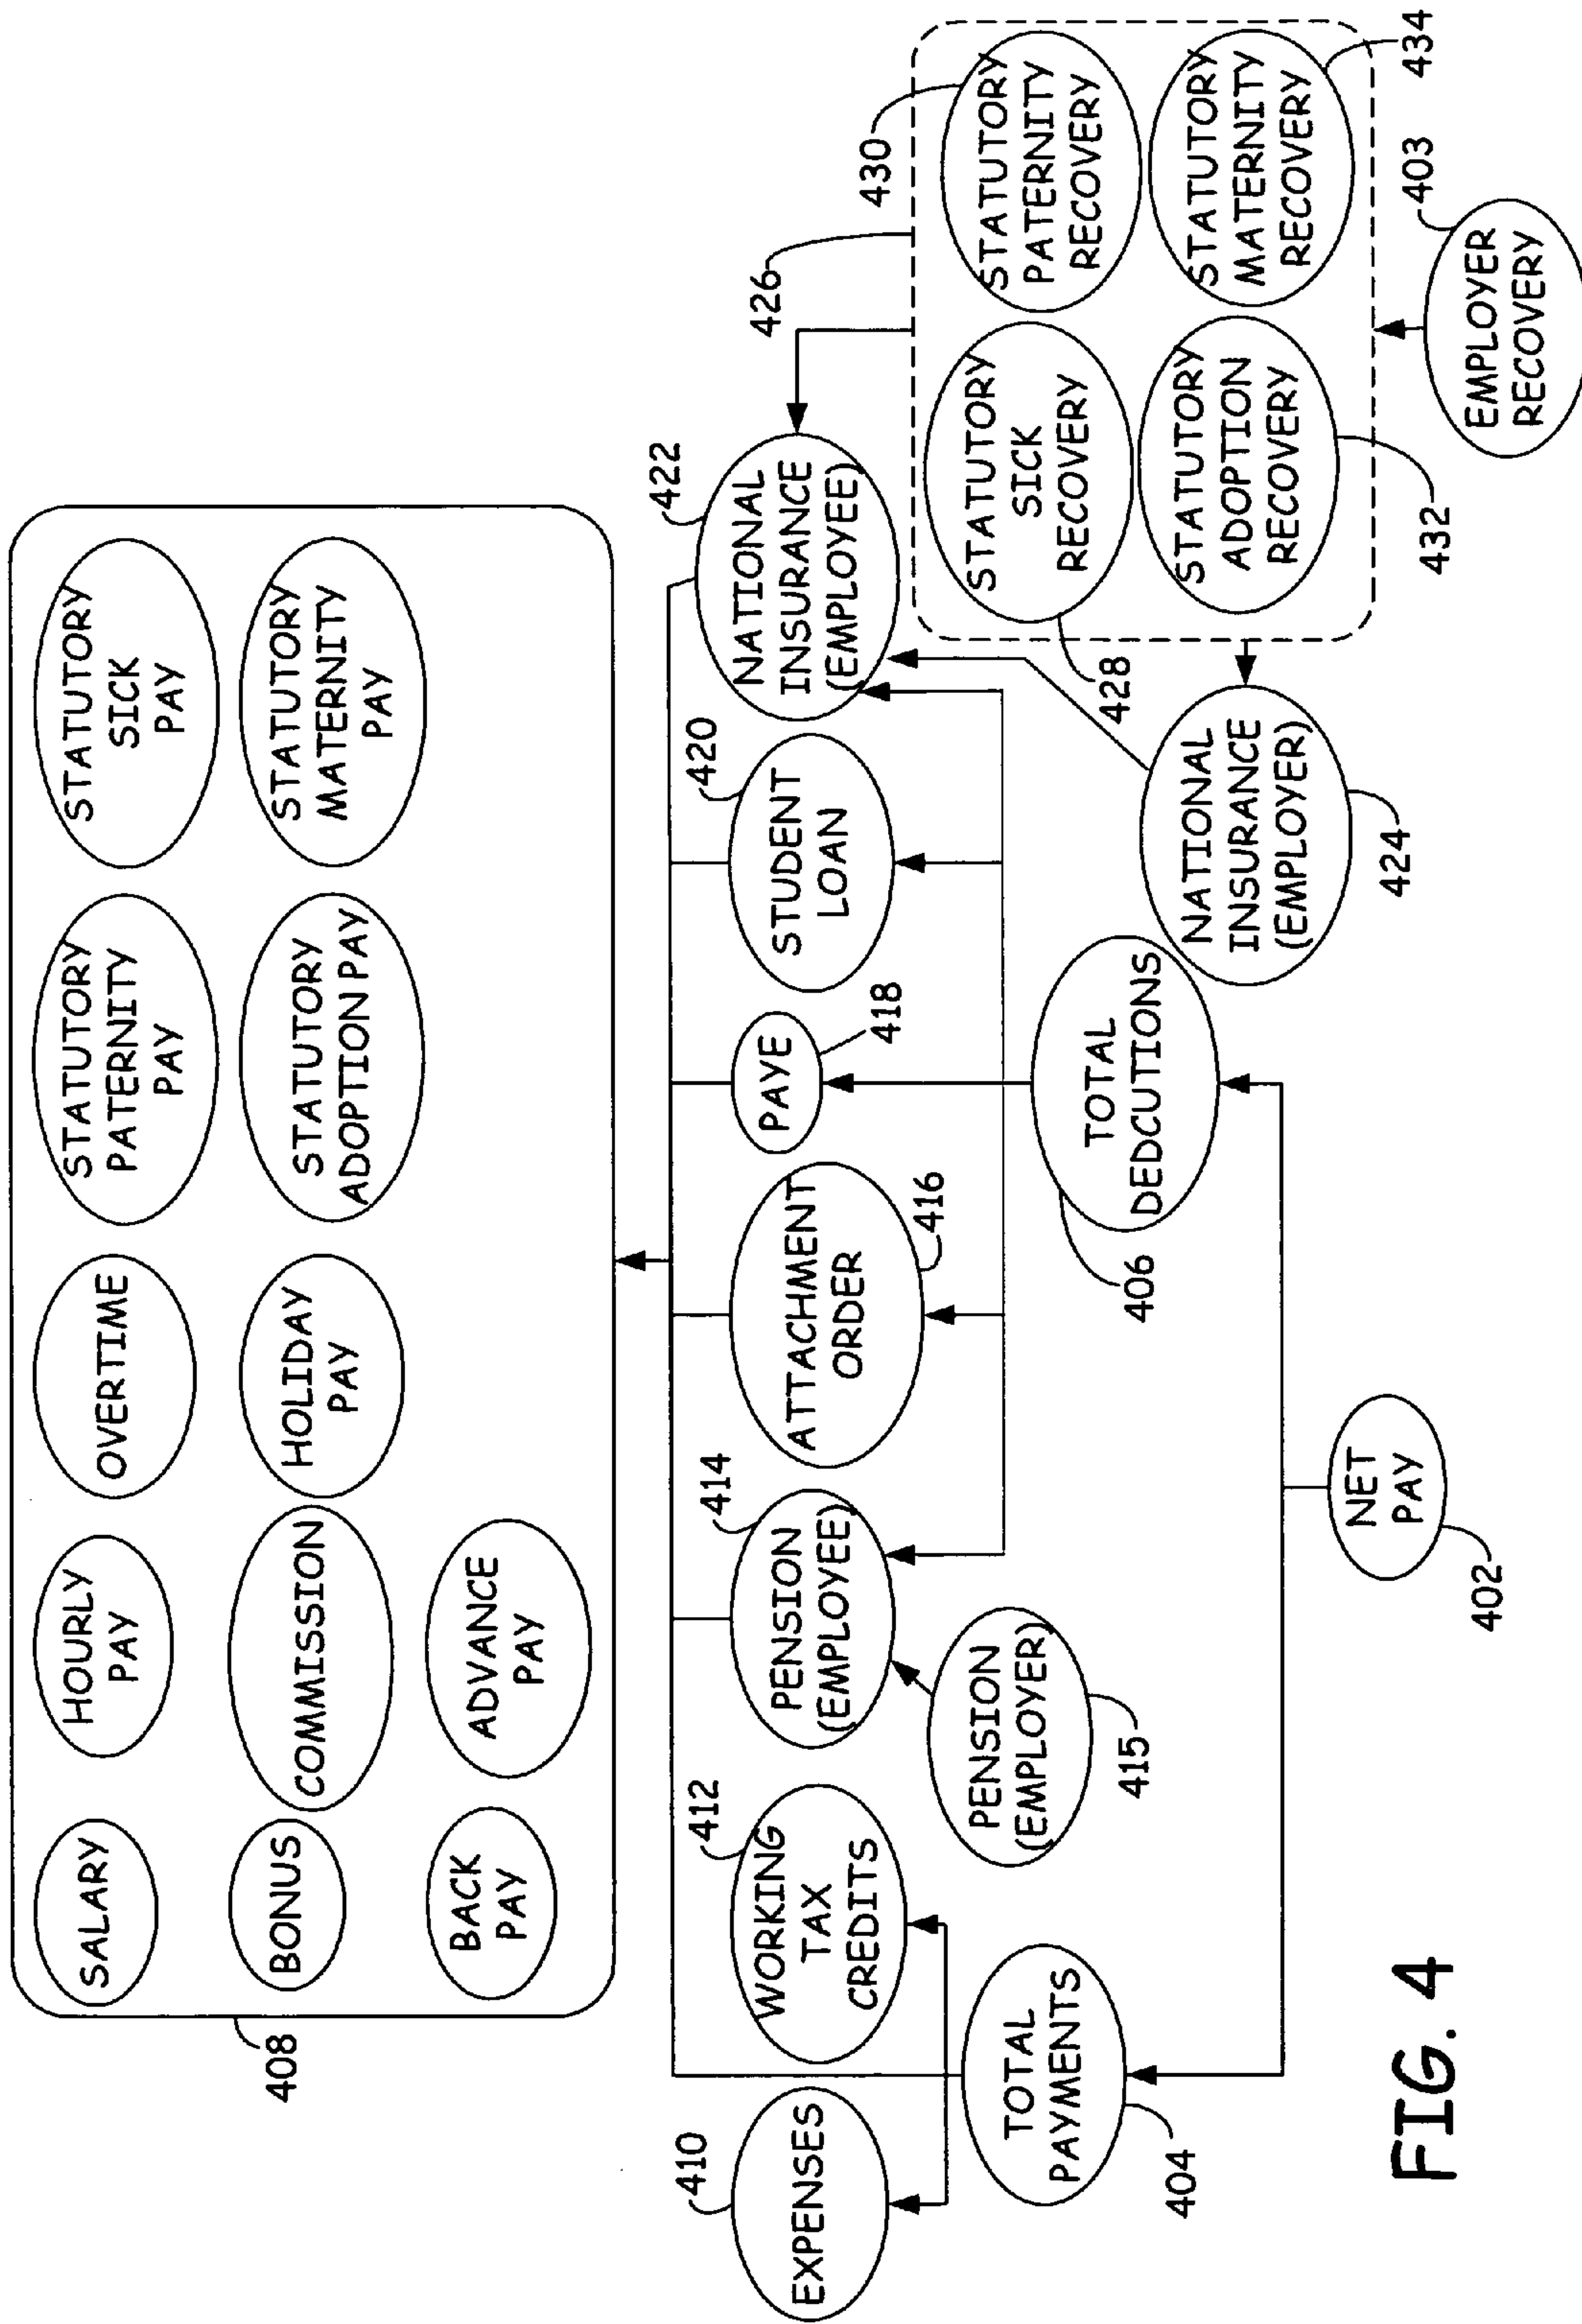 SALARY
HOURLY
PAY
OVERTIME
STATUTORY
PATERNITY
PAY
STATUTORY
SICK
PAY
BONUS
COMMISSION
HOLIDAY
PAY
STATUTORY
ADOPTION PAY
STATUTORY
MATERNITY
PAY
BACK
PAY
ADVANCE
PAY
408
410
EXPENSES
412
WORKING
TAX
CREDITS
414
PENSION
(EMPLOYEE)
ATTACHMENT
ORDER
416
PAYE
418
420
STUDENT
LOAN
422
NATIONAL
INSURANCE
(EMPLOYEE)
426
430
TOTAL
PAYMENTS
404
PENSION
(EMPLOYER)
415
TOTAL
DEDCUTIONS
406
NATIONAL
INSURANCE
(EMPLOYER)
424
STATUTORY
SICK
RECOVERY
428
STATUTORY
PATERNITY
RECOVERY
STATUTORY
ADOPTION
RECOVERY
432
STATUTORY
MATERNITY
RECOVERY
434
NET
PAY
402
EMPLOYER
RECOVERY
403
FIG. 4